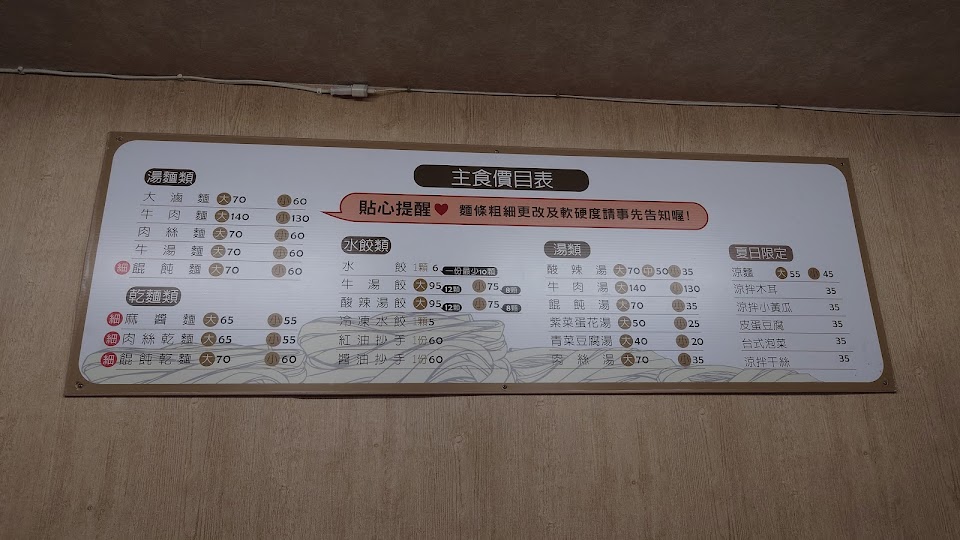 主食價目表
貼心提醒♥ 麵條粗細更改及軟硬度請事先告知喔!
湯麵類
大滷麵 大70 小60
牛肉麵 大140 小130
肉絲麵 大70 小60
牛湯麵 大70 小60
細 餛飩麵 大70 小60
乾麵類
細 麻醬麵 大65 小55
細 肉絲乾麵 大65 小55
細 餛飩乾麵 大70 小60
水餃類
水餃 1顆6 一份最少10顆
牛湯餃 大95 12顆 小75 8顆
酸辣湯餃 大95 12顆 小75 8顆
冷凍水餃 1顆5
紅油抄手 1份60
醬油抄手 1份60
湯類
酸辣湯 大70 中50 小35
牛肉湯 大140 小130
餛飩湯 大70 小35
紫菜蛋花湯 大50 小25
青菜豆腐湯 大40 小20
肉絲湯 大70 小35
夏日限定
涼麵 大55 小45
涼拌木耳 35
涼拌小黃瓜 35
皮蛋豆腐 35
台式泡菜 35
涼拌干絲 35